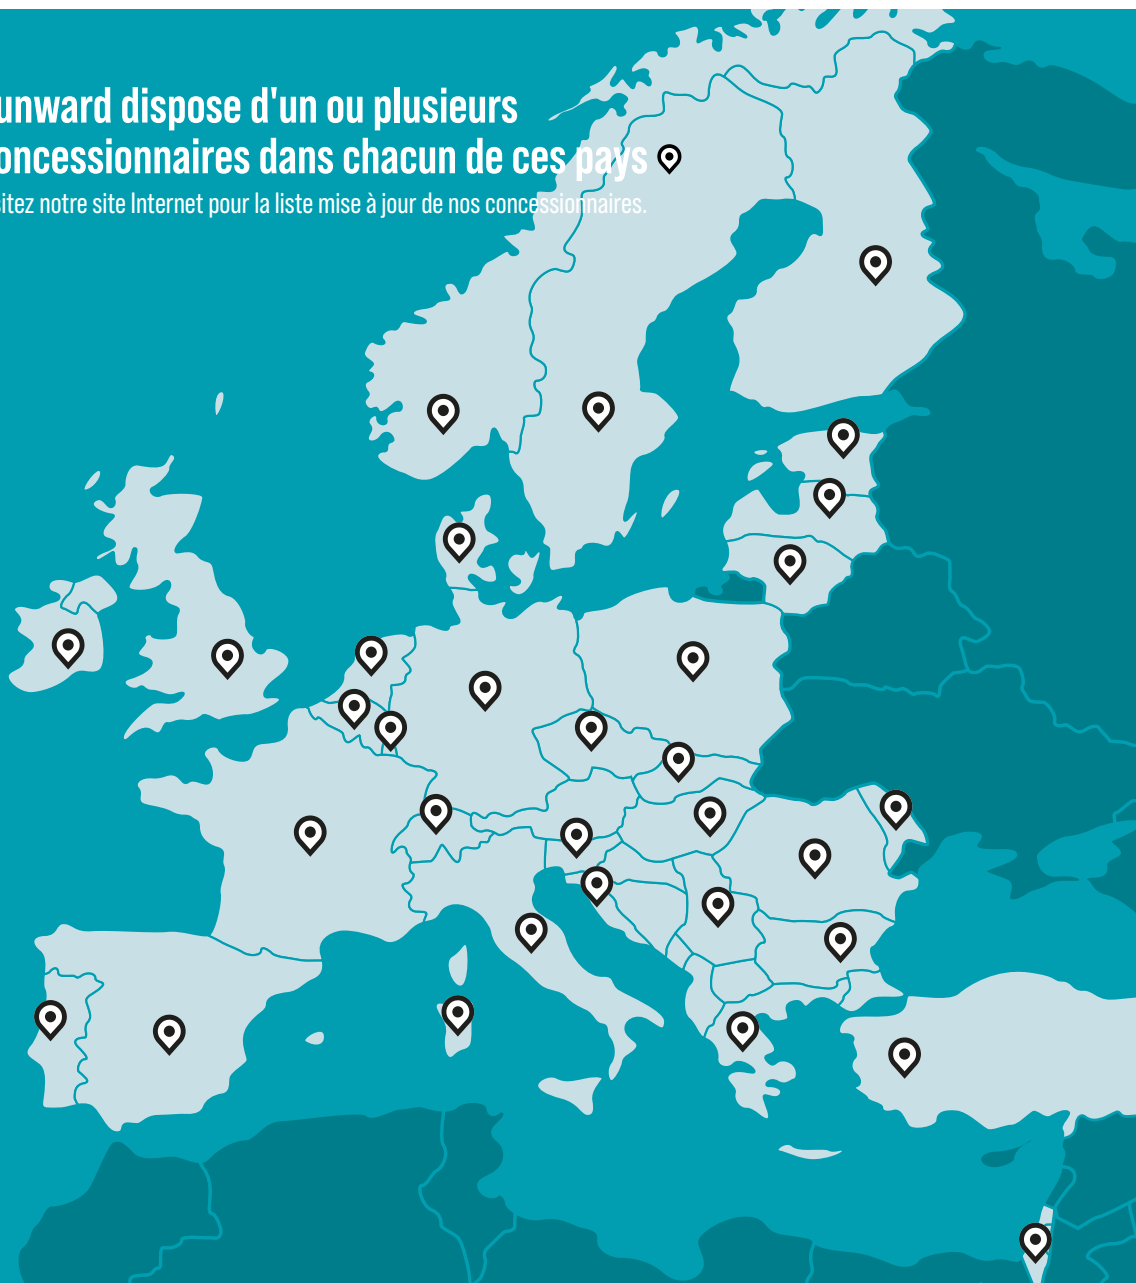 unward dispose d'un ou plusieurs
oncessionnaires dans chacun de ces pays
sitez notre site Internet pour la liste mise à jour de nos concessionnaires.